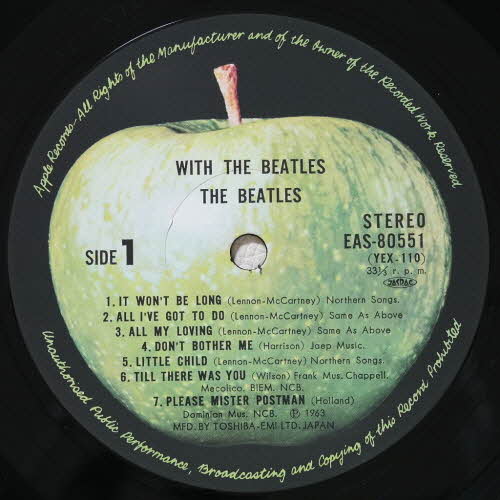 Apple Records-All Rights of the Manufacturer and of the Owner of the Recorded Work Reserved
WITH THE BEATLES
THE BEATLES
STEREO
EAS-80551
(YEX-110)
33⅓ r. p. m.
SIDE 1
1. IT WON'T BE LONG (Lennon-McCartney) Northern Songs.
2. ALL I'VE GOT TO DO (Lennon-McCartney) Same As Above
3. ALL MY LOVING (Lennon-McCartney) Same As Above
4. DON'T BOTHER ME (Harrison) Jaep Music.
5. LITTLE CHILD (Lennon-McCartney) Northern Songs.
6. TILL THERE WAS YOU (Wilson) Frank Mus. Chappell.
Mecolico. BIEM. NCB.
7. PLEASE MISTER POSTMAN (Holland)
Dominion Mus. NCB. ℗ 1963
MFD. BY TOSHIBA-EMI LTD. JAPAN
Unauthorised Public Performance, Broadcasting and Copying of this Record Prohibited